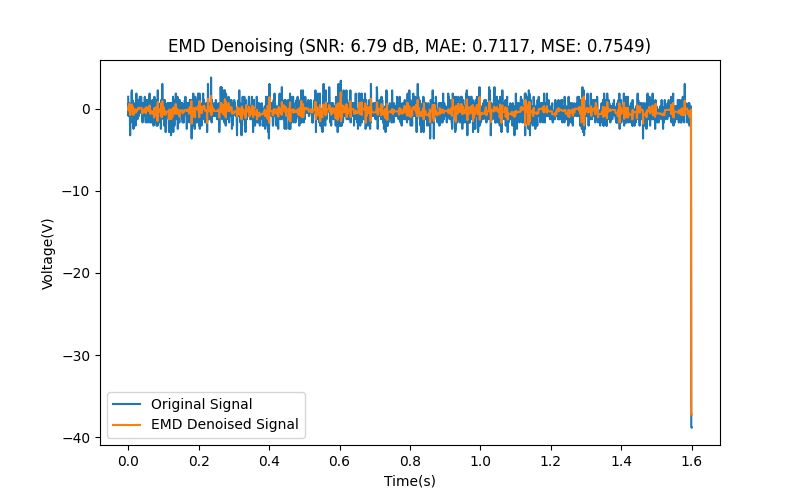 EMD Denoising (SNR: 6.79 dB, MAE: 0.7117, MSE: 0.7549)
0
−10
−20
−30
−40
Voltage(V)
Original Signal
EMD Denoised Signal
0.0 0.2 0.4 0.6 0.8 1.0 1.2 1.4 1.6
Time(s)